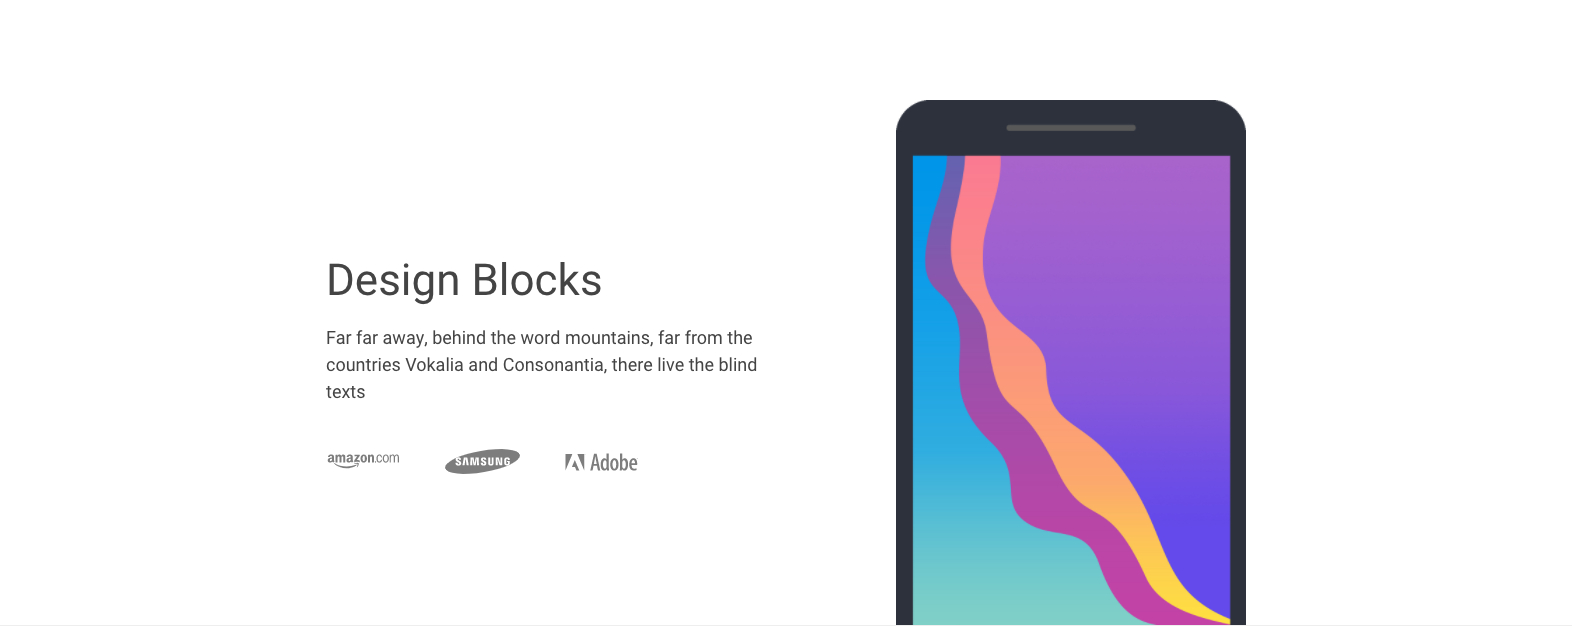 Design Blocks
Far far away, behind the word mountains, far from the
countries Vokalia and Consonantia, there live the blind
texts
amazon.com SAMSUNG Adobe